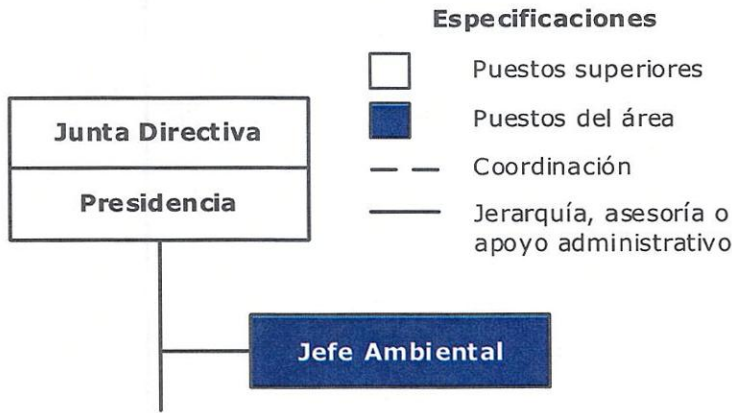 Especificaciones
Puestos superiores
Puestos del área
Coordinación
Jerarquía, asesoría o
apoyo administrativo
Junta Directiva
Presidencia
Jefe Ambiental